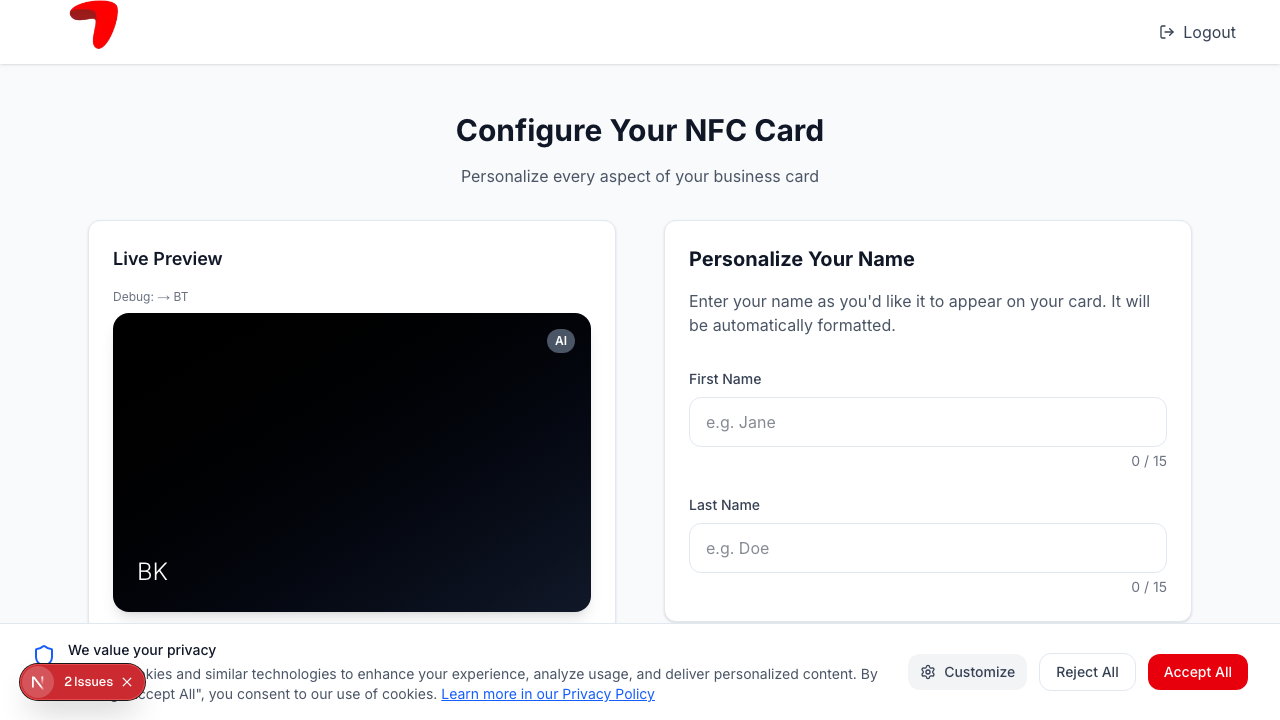 Logout
Configure Your NFC Card
Personalize every aspect of your business card
Live Preview
Debug: → BT
AI
BK
Personalize Your Name
Enter your name as you'd like it to appear on your card. It will
be automatically formatted.
First Name
e.g. Jane
0 / 15
Last Name
e.g. Doe
0 / 15
We value your privacy
and similar technologies to enhance your experience, analyze usage, and deliver personalized content. By
Accept All", you consent to our use of cookies. Learn more in our Privacy Policy
N 2 Issues
Customize
Reject All
Accept All